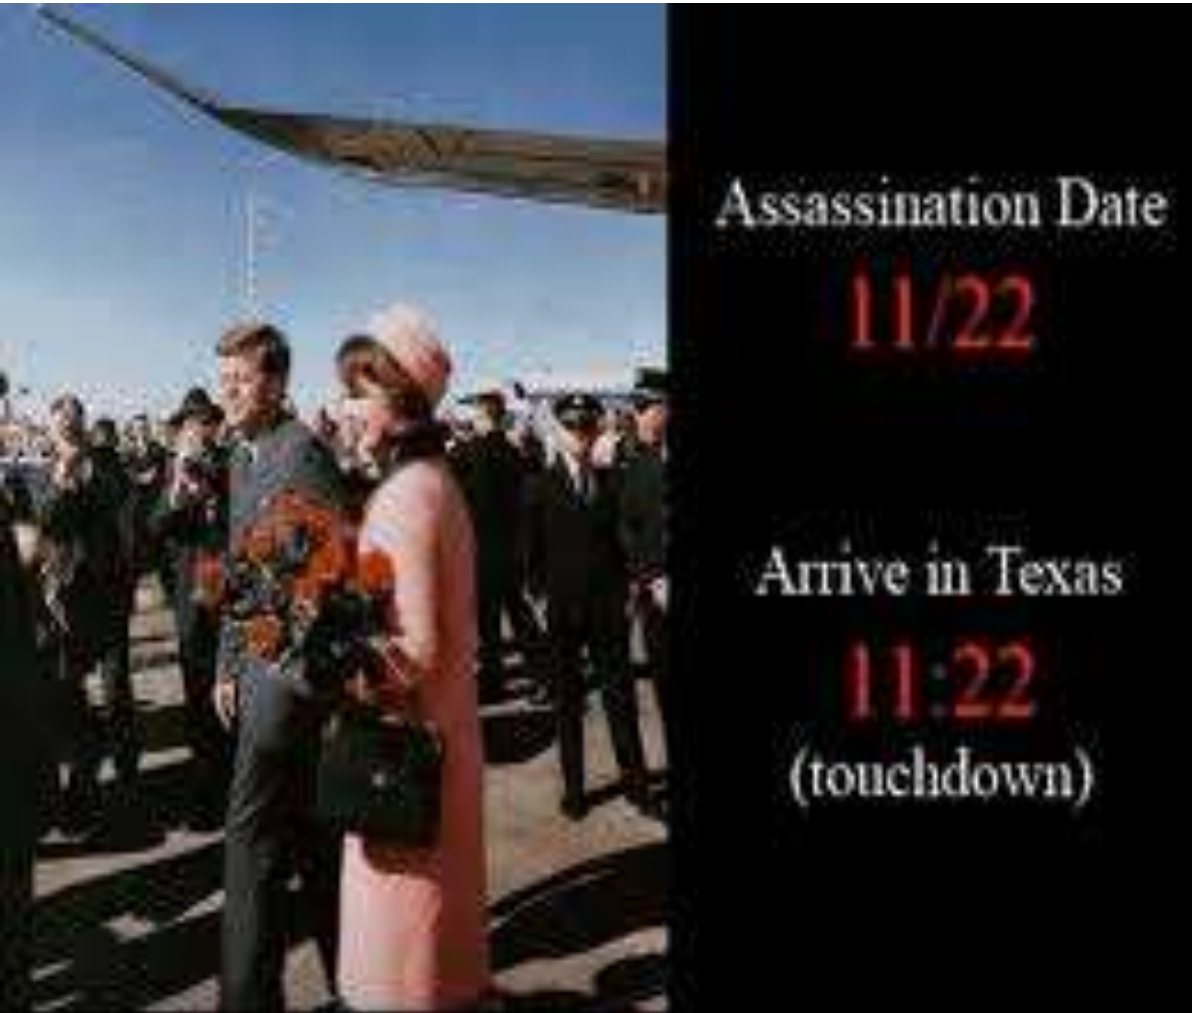 Assassination Date
11/22
Arrive in Texas
11:22
(touchdown)